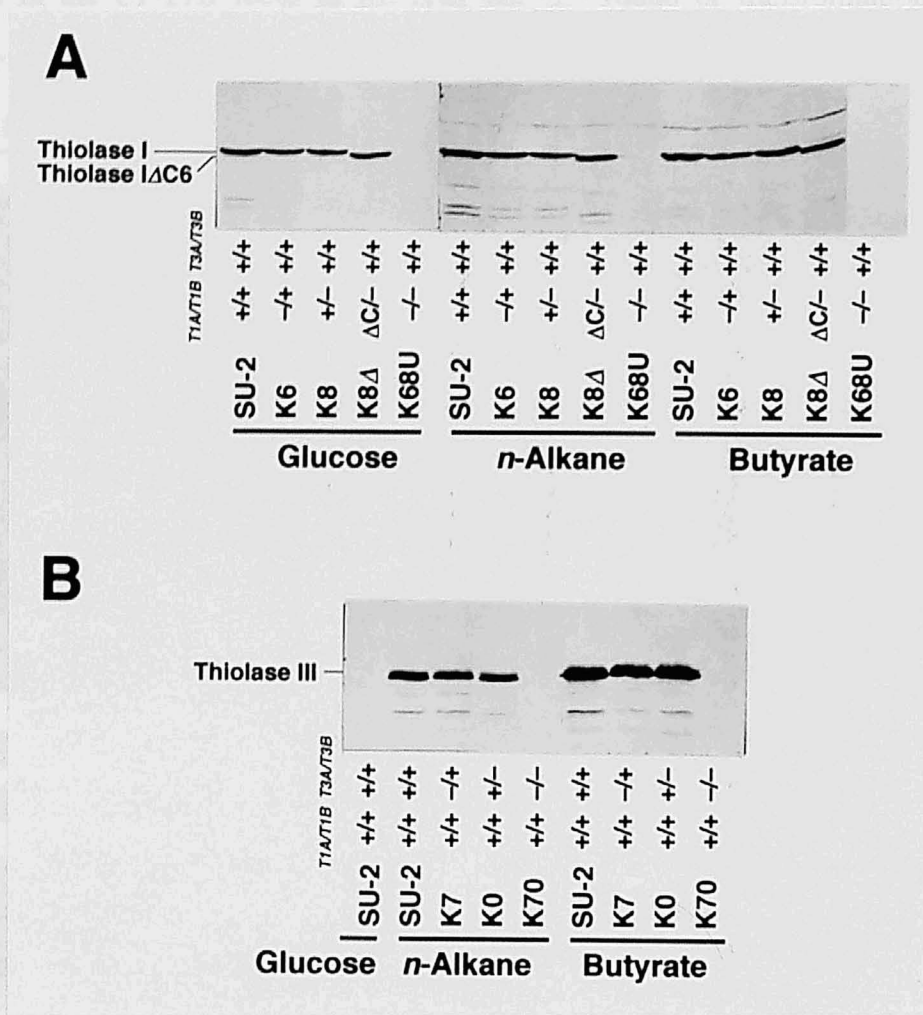 A
Thiolase I
Thiolase IΔC6
T1A/T1B T3A/T3B
+/+ +/+
–/+ +/+
+/– +/+
ΔC/– +/+
–/– +/+
+/+ +/+
–/+ +/+
+/– +/+
ΔC/– +/+
–/– +/+
+/+ +/+
–/+ +/+
+/– +/+
ΔC/– +/+
–/– +/+
SU-2
K6
K8
K8Δ
K68U
SU-2
K6
K8
K8Δ
K68U
SU-2
K6
K8
K8Δ
K68U
Glucose
n-Alkane
Butyrate
B
Thiolase III
T1A/T1B T3A/T3B
+/+ +/+
+/+ +/+
+/+ –/+
+/+ +/–
+/+ –/–
+/+ +/+
+/+ –/+
+/+ +/–
+/+ –/–
SU-2
SU-2
K7
K0
K70
SU-2
K7
K0
K70
Glucose
n-Alkane
Butyrate